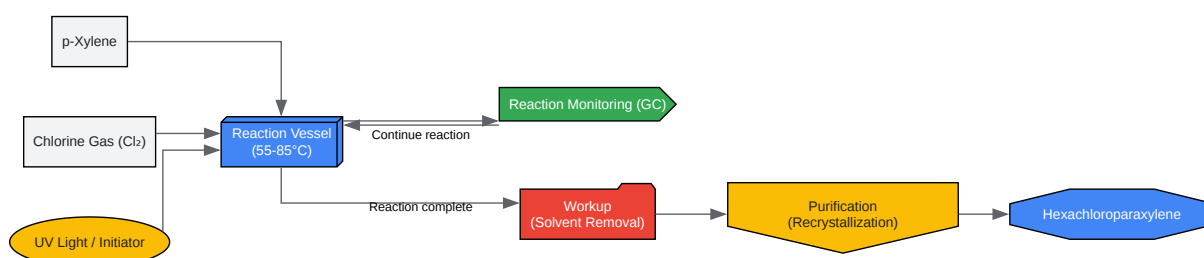 p-Xylene
Reaction Monitoring (GC)
Chlorine Gas (Cl₂)
Reaction Vessel
(55-85°C)
Continue reaction
UV Light / Initiator
Reaction complete
Workup
(Solvent Removal)
Purification
(Recrystallization)
Hexachloroparaxylene